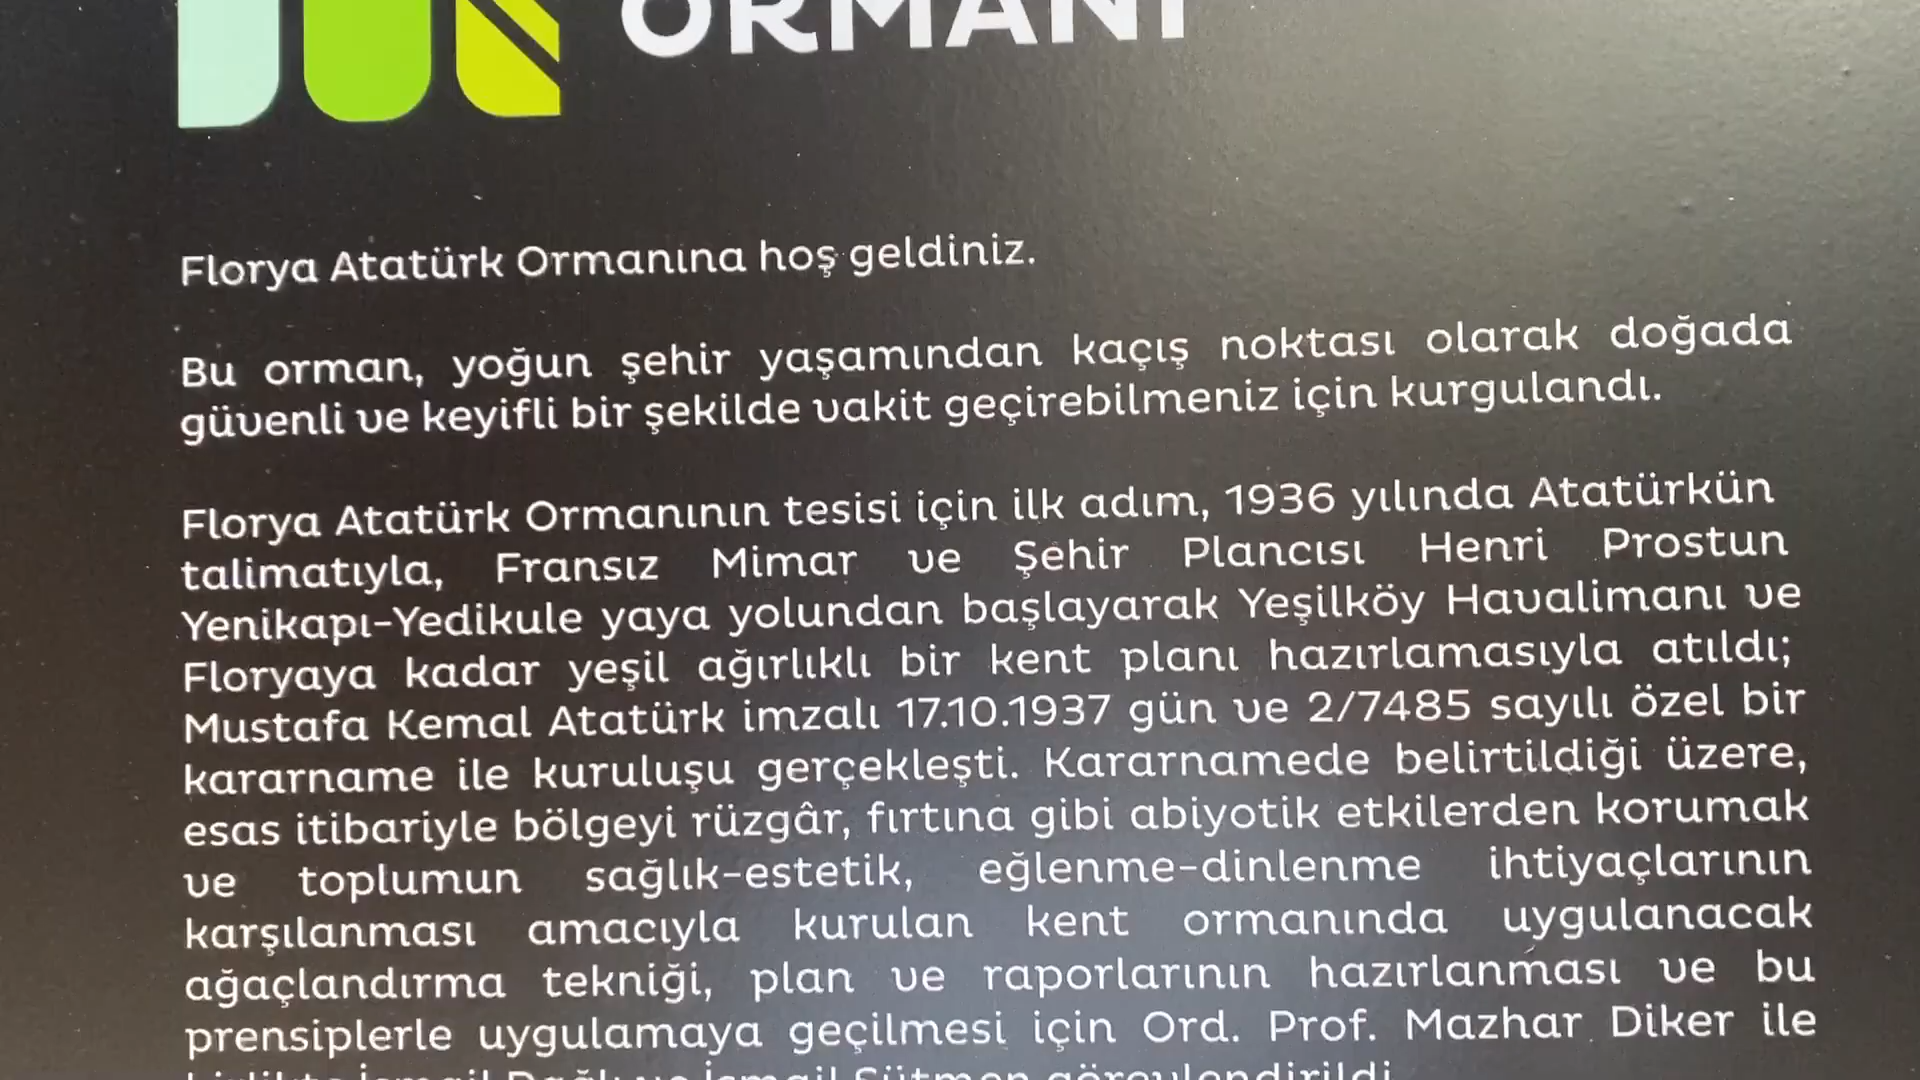 ORMANI
Florya Atatürk Ormanına hoş geldiniz.
Bu orman, yoğun şehir yaşamından kaçış noktası olarak doğada
güvenli ve keyifli bir şekilde vakit geçirebilmeniz için kurgulandı.
Florya Atatürk Ormanının tesisi için ilk adım, 1936 yılında Atatürkün
talimatıyla, Fransız Mimar ve Şehir Plancısı Henri Prostun
Yenikapı-Yedikule yaya yolundan başlayarak Yeşilköy Havalimanı ve
Floryaya kadar yeşil ağırlıklı bir kent planı hazırlamasıyla atıldı;
Mustafa Kemal Atatürk imzalı 17.10.1937 gün ve 2/7485 sayılı özel bir
kararname ile kuruluşu gerçekleşti. Kararnamede belirtildiği üzere,
esas itibariyle bölgeyi rüzgâr, fırtına gibi abiyotik etkilerden korumak
ve toplumun sağlık-estetik, eğlenme-dinlenme ihtiyaçlarının
karşılanması amacıyla kurulan kent ormanında uygulanacak
ağaçlandırma tekniği, plan ve raporlarının hazırlanması ve bu
prensiplerle uygulamaya geçilmesi için Ord. Prof. Mazhar Diker ile